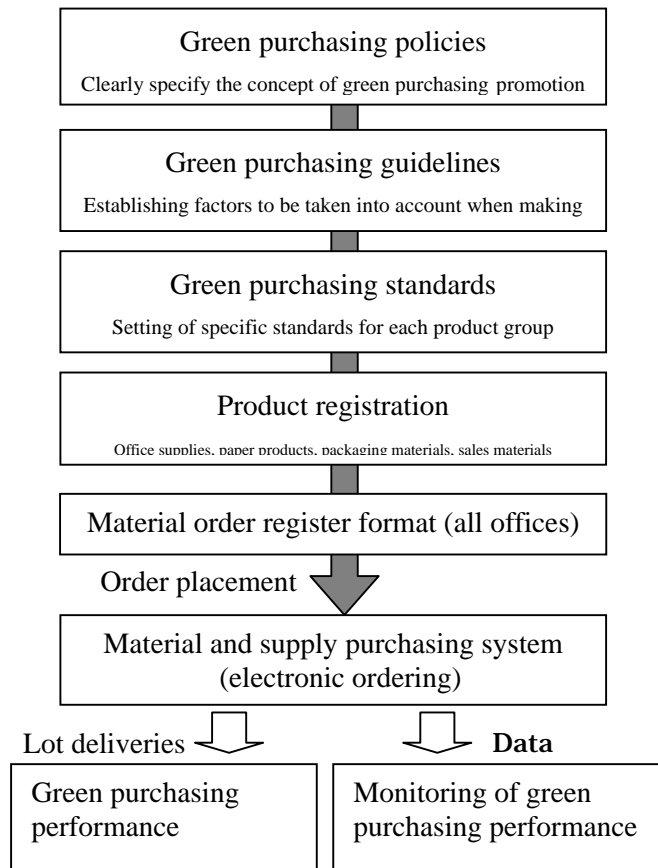 Green purchasing policies
Clearly specify the concept of green purchasing promotion
Green purchasing guidelines
Establishing factors to be taken into account when making
Green purchasing standards
Setting of specific standards for each product group
Product registration
Office supplies, paper products, packaging materials, sales materials
Material order register format (all offices)
Order placement
Material and supply purchasing system
(electronic ordering)
Lot deliveries
Data
Green purchasing
performance
Monitoring of green
purchasing performance